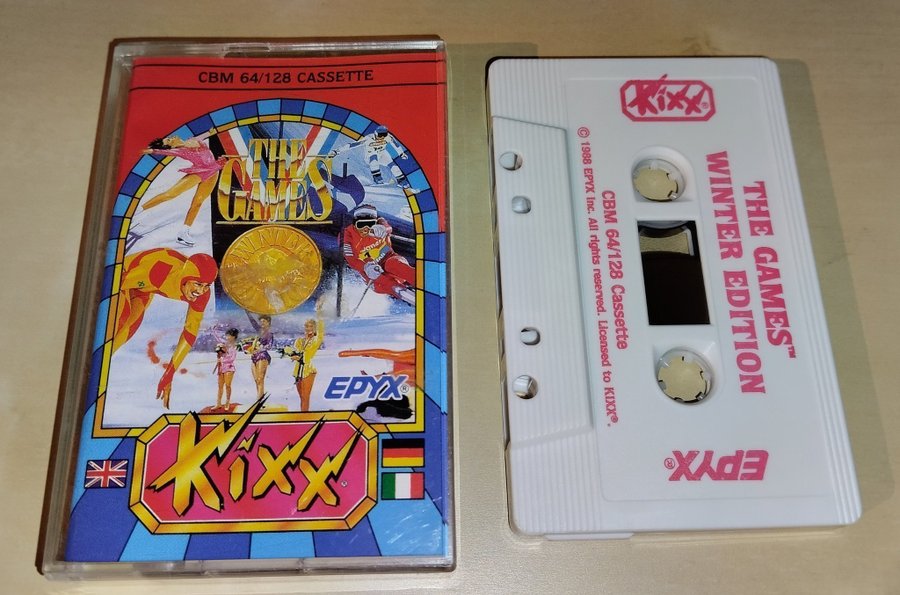 CBM 64/128 CASSETTE
THE
GAMES
EPYX®
Kixx®
Kixx®
THE GAMES™
WINTER EDITION
CBM 64/128 Cassette
© 1988 EPYX Inc. All rights reserved. Licensed to KIXX®.
EPYX®